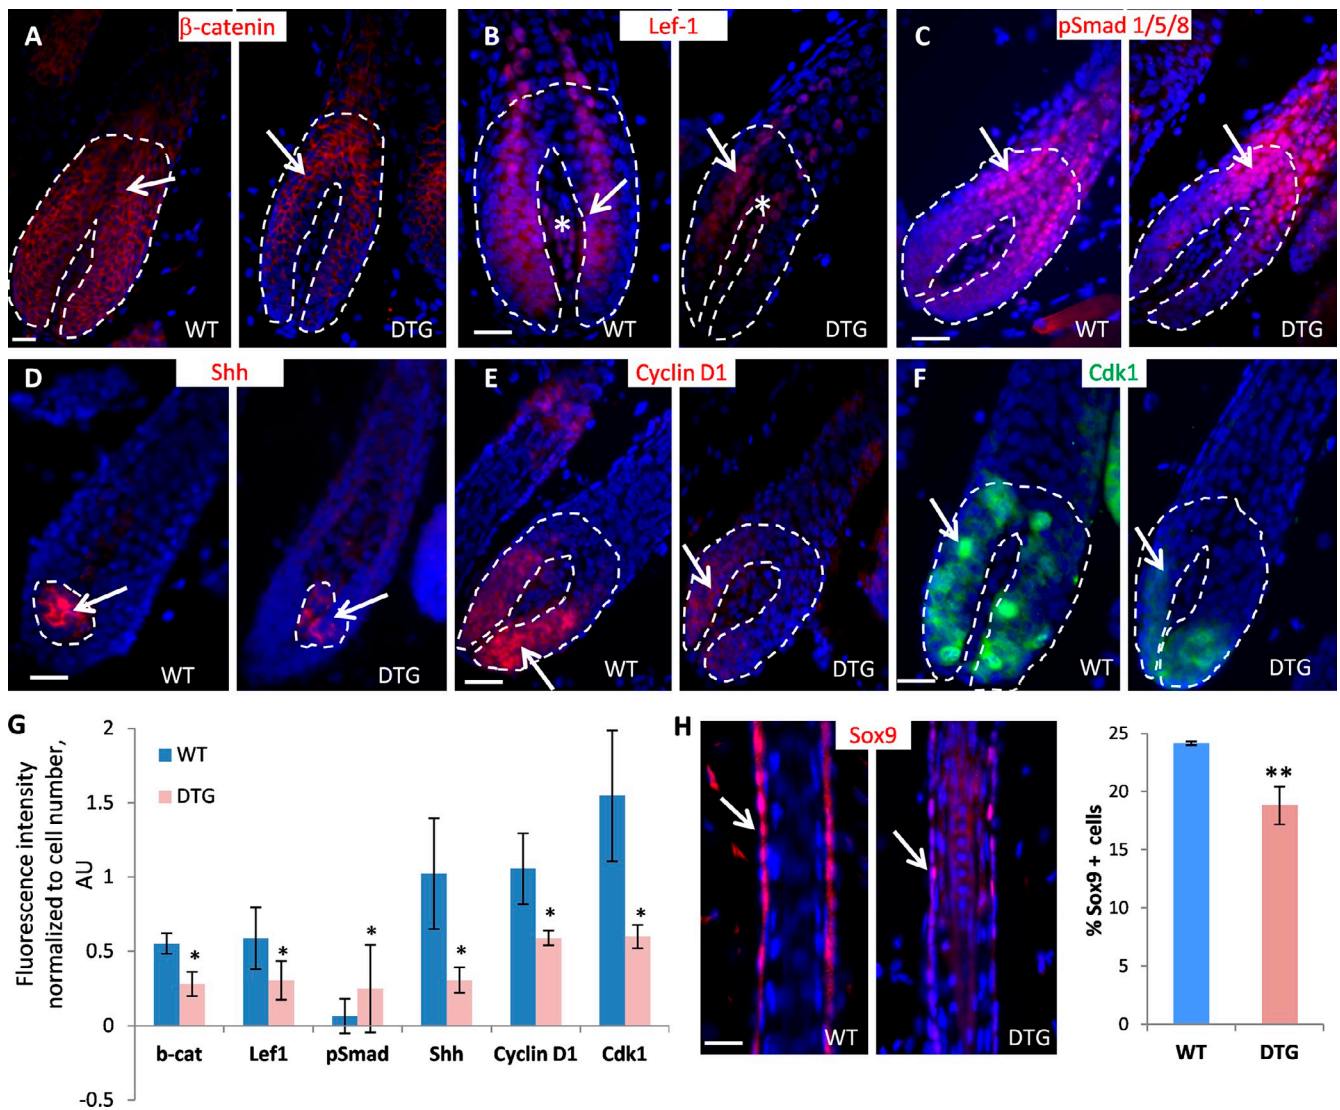 A
β-catenin
WT
DTG
B
Lef-1
*
WT
*
DTG
C
pSmad 1/5/8
WT
DTG
D
Shh
WT
DTG
E
Cyclin D1
WT
DTG
F
Cdk1
WT
DTG
G
Fluorescence intensity
normalized to cell number,
AU
2
1.5
1
0.5
0
-0.5
WT
DTG
*
*
*
*
*
*
b-cat
Lef1
pSmad
Shh
Cyclin D1
Cdk1
H
Sox9
WT
DTG
% Sox9 + cells
25
20
15
10
5
0
**
WT
DTG